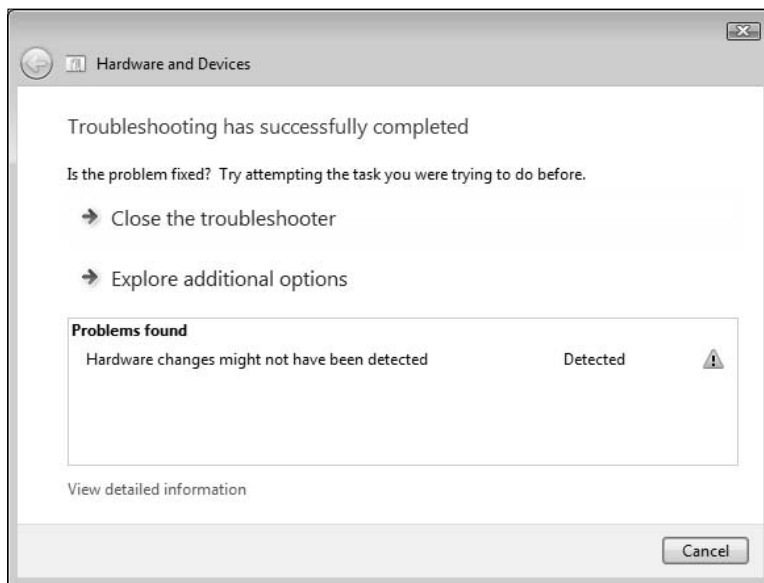 Hardware and Devices
Troubleshooting has successfully completed
Is the problem fixed? Try attempting the task you were trying to do before.
Close the troubleshooter
Explore additional options
Problems found
Hardware changes might not have been detected Detected
View detailed information
Cancel